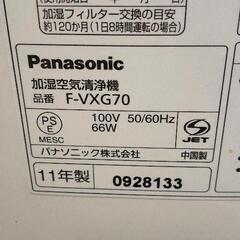 加湿フィルター交換の目安
約120か月(1日8時間運転の場合)
Panasonic
加湿空気清浄機
品番 F-VXG70
PS
E
MESC
100V 50/60Hz
66W
JET
パナソニック株式会社
中国製
11年製 0928133